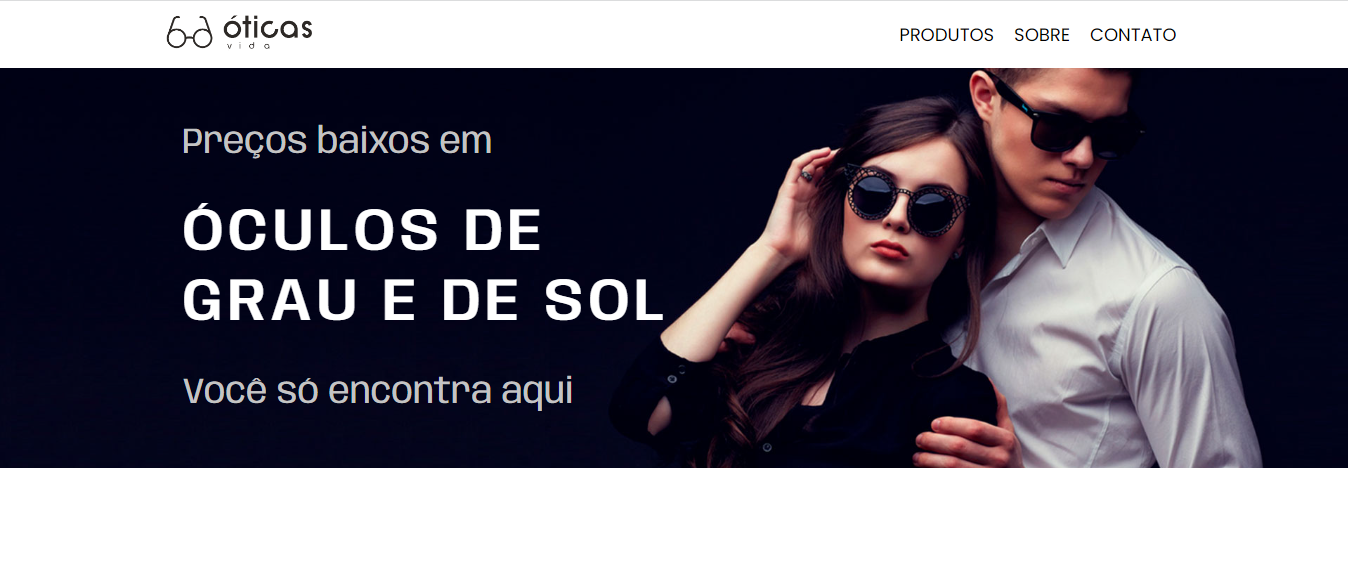 óticas
vida
PRODUTOS SOBRE CONTATO
Preços baixos em
ÓCULOS DE
GRAU E DE SOL
Você só encontra aqui